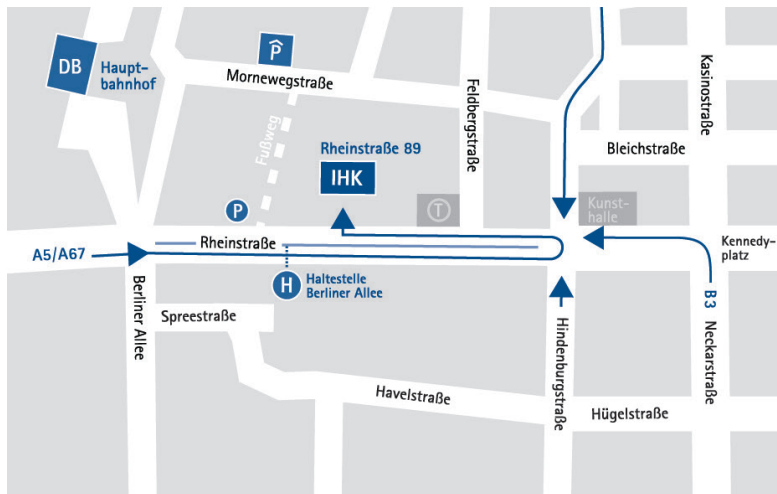 DB
Haupt-
bahnhof
P
Mornewegstraße
Fußweg
Feldbergstraße
Kasinostraße
Bleichstraße
Rheinstraße 89
IHK
T
Kunst-
halle
P
Rheinstraße
A5/A67
Kennedy-
platz
H
Haltestelle
Berliner Allee
Berliner Allee
Spreestraße
Hindenburgstraße
B3
Neckarstraße
Havelstraße
Hügelstraße